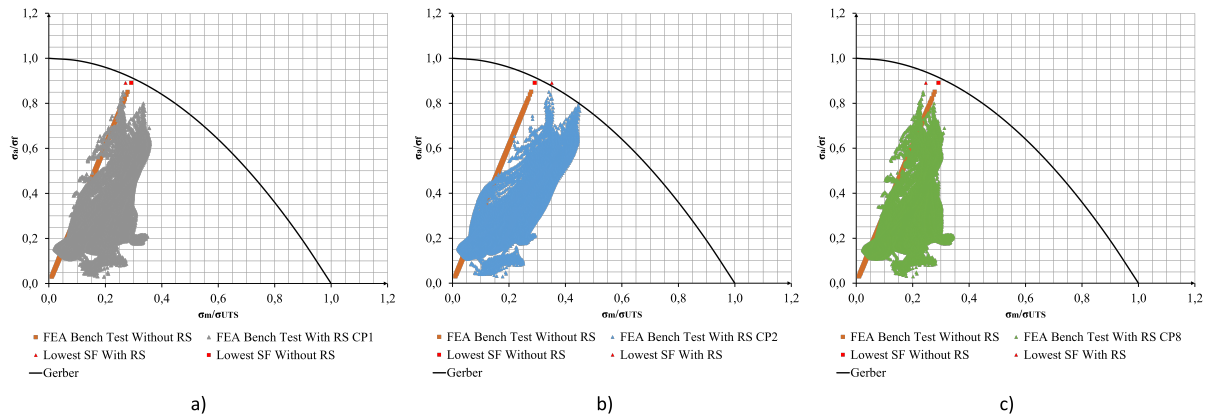 1,2
1,0
0,8
0,6
0,4
0,2
0,0
σa/σf
0,0 0,2 0,4 0,6 0,8 1,0 1,2
σm/σUTS
FEA Bench Test Without RS FEA Bench Test With RS CP1
Lowest SF With RS Lowest SF Without RS
Gerber
a)
1,2
1,0
0,8
0,6
0,4
0,2
0,0
σa/σf
0,0 0,2 0,4 0,6 0,8 1,0 1,2
σm/σUTS
FEA Bench Test Without RS FEA Bench Test With RS CP2
Lowest SF Without RS Lowest SF With RS
Gerber
b)
1,2
1,0
0,8
0,6
0,4
0,2
0,0
σa/σf
0,0 0,2 0,4 0,6 0,8 1,0 1,2
σm/σUTS
FEA Bench Test Without RS FEA Bench Test With RS CP8
Lowest SF Without RS Lowest SF With RS
Gerber
c)